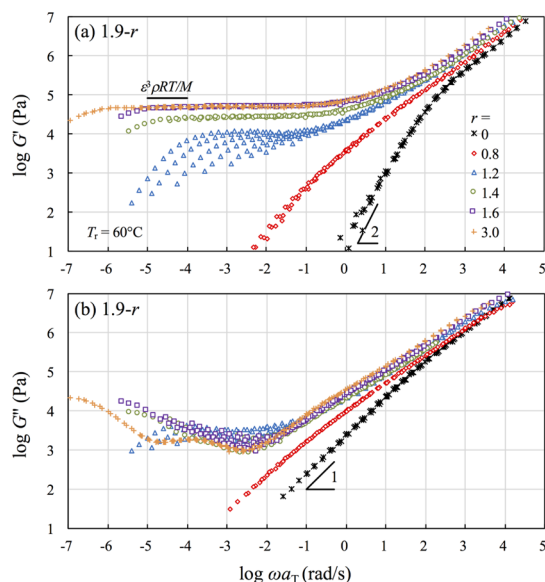 (a) 1.9-r
ε³ρRT/M
log G′ (Pa)
7
6
5
4
3
2
1
r =
0
0.8
1.2
1.4
1.6
3.0
Tᵣ = 60°C
2
-7 -6 -5 -4 -3 -2 -1 0 1 2 3 4 5
(b) 1.9-r
log G″ (Pa)
7
6
5
4
3
2
1
1
-7 -6 -5 -4 -3 -2 -1 0 1 2 3 4 5
log ωa_T (rad/s)